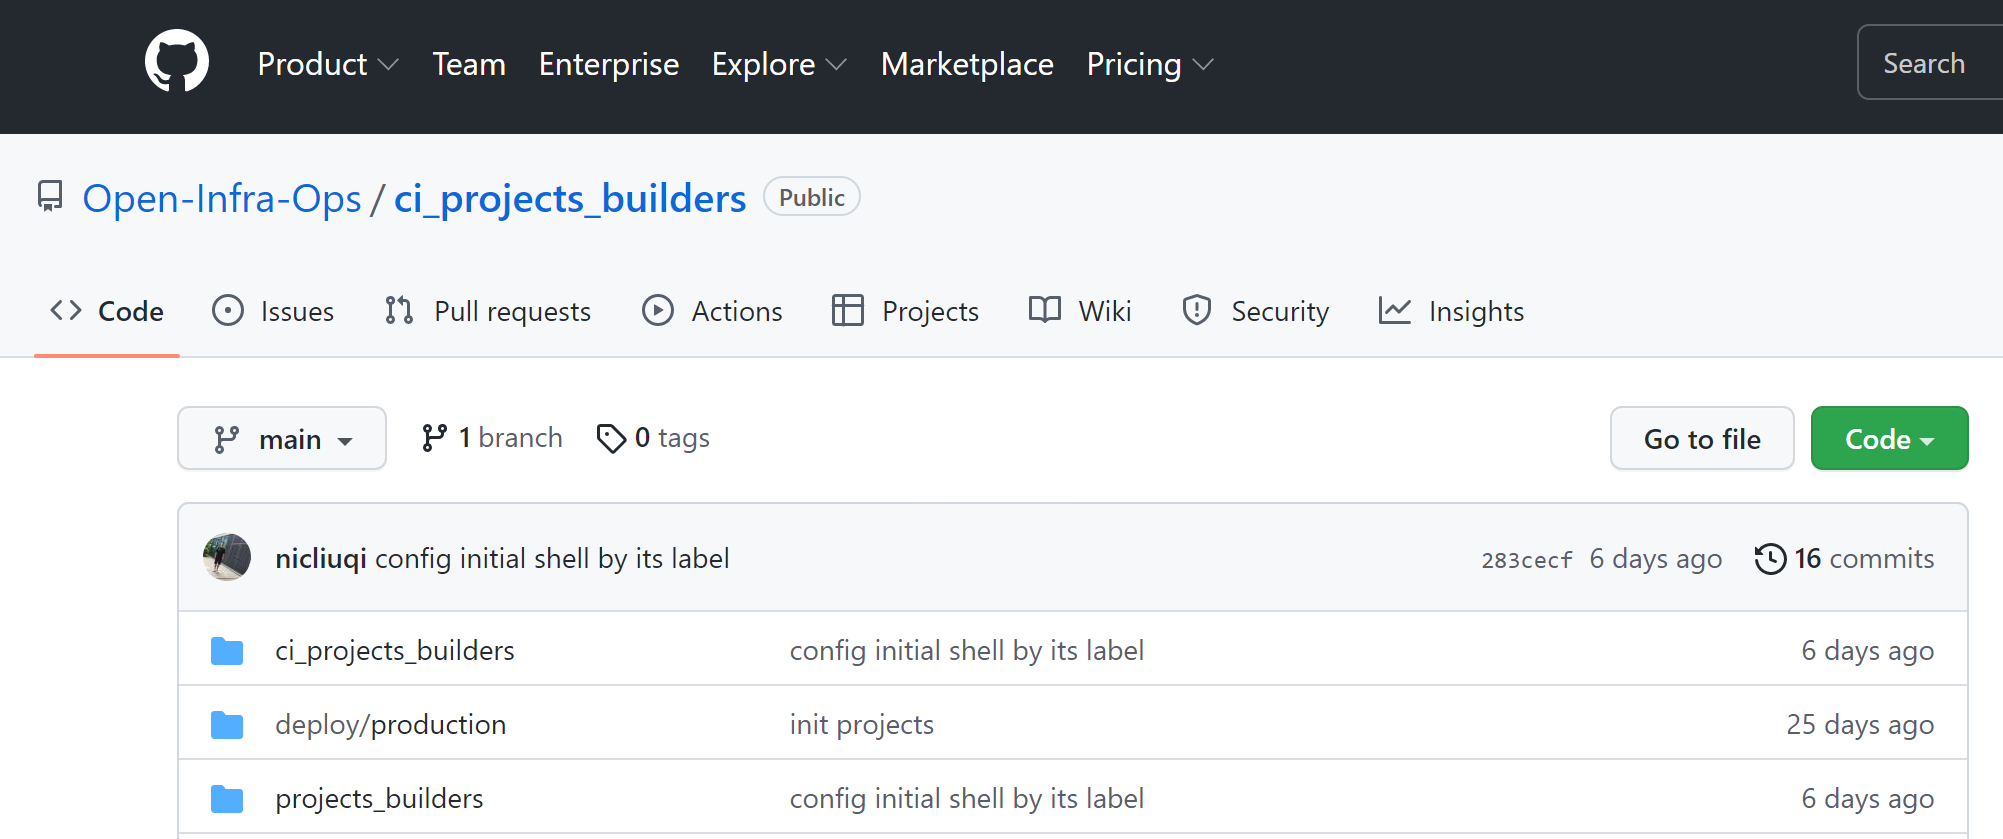 Product Team Enterprise Explore Marketplace Pricing Search
Open-Infra-Ops / ci_projects_builders Public
Code Issues Pull requests Actions Projects Wiki Security Insights
main 1 branch 0 tags Go to file Code
nicliuqi config initial shell by its label 283cecf 6 days ago 16 commits
ci_projects_builders config initial shell by its label 6 days ago
deploy/production init projects 25 days ago
projects_builders config initial shell by its label 6 days ago